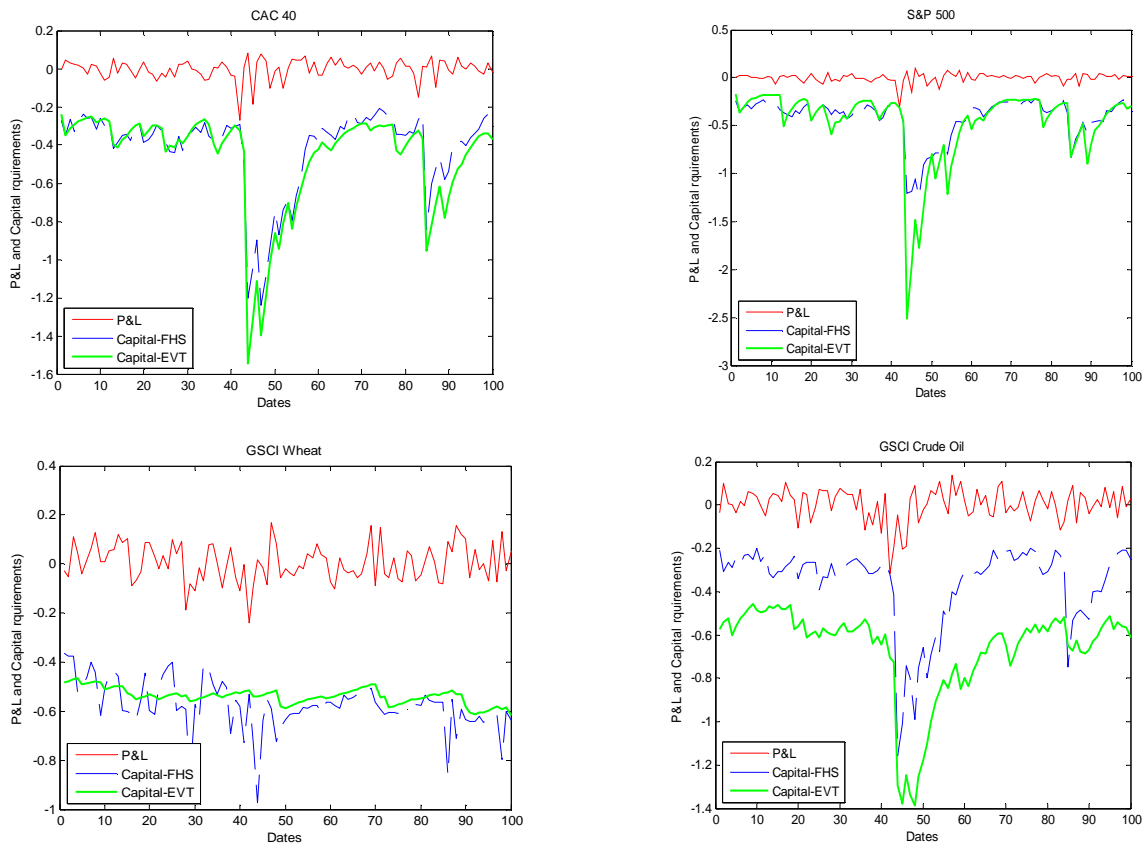 CAC 40
0.2
0
-0.2
-0.4
-0.6
-0.8
-1
-1.2
-1.4
-1.6
P&L and Capital rquirements)
P&L
Capital-FHS
Capital-EVT
0 10 20 30 40 50 60 70 80 90 100
Dates
S&P 500
0.5
0
-0.5
-1
-1.5
-2
-2.5
-3
P&L and Capital rquirements)
P&L
Capital-FHS
Capital-EVT
0 10 20 30 40 50 60 70 80 90 100
Dates
GSCI Wheat
0.4
0.2
0
-0.2
-0.4
-0.6
-0.8
-1
P&L and Capital rquirements)
P&L
Capital-FHS
Capital-EVT
0 10 20 30 40 50 60 70 80 90 100
Dates
GSCI Crude Oil
0.2
0
-0.2
-0.4
-0.6
-0.8
-1
-1.2
-1.4
P&L and Capital rquirements)
P&L
Capital-FHS
Capital-EVT
0 10 20 30 40 50 60 70 80 90 100
Dates